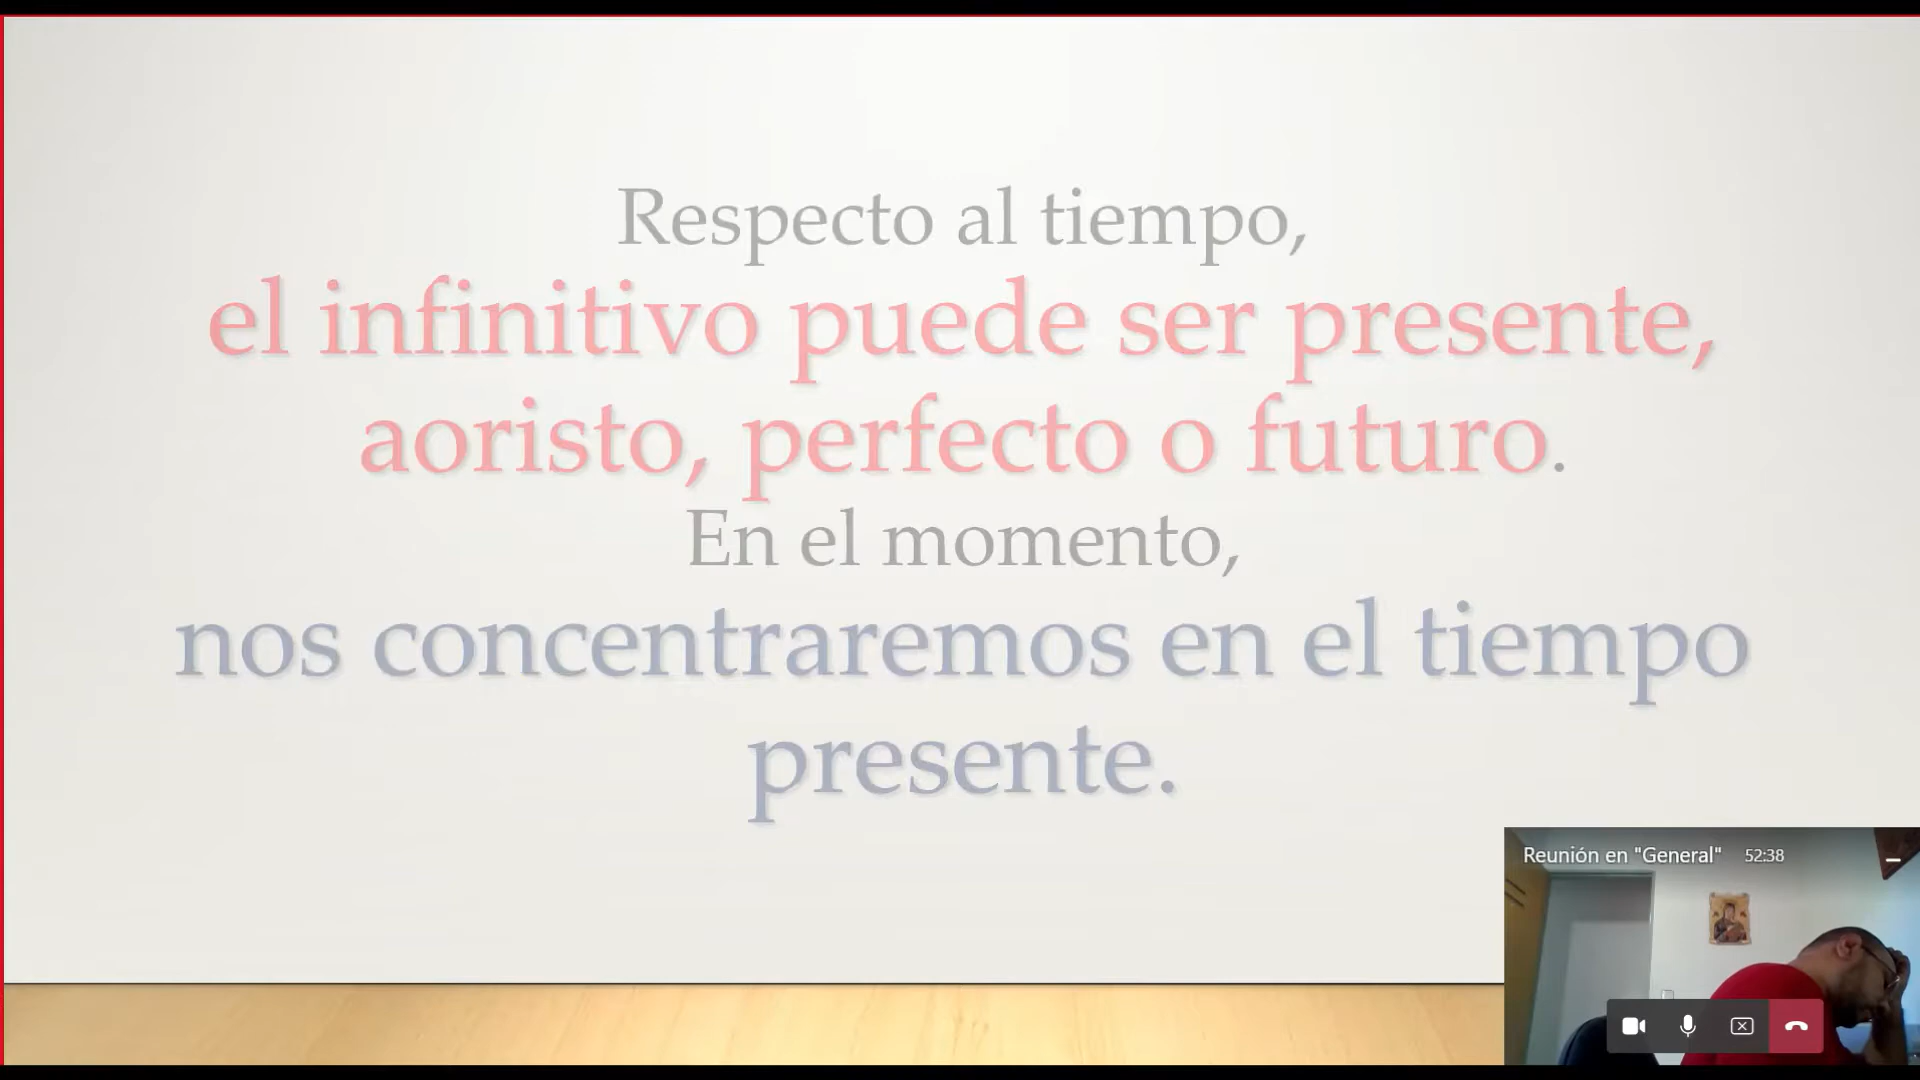 Respecto al tiempo,
el infinitivo puede ser presente,
aoristo, perfecto o futuro.
En el momento,
nos concentraremos en el tiempo
presente.
Reunión en "General" 52:38